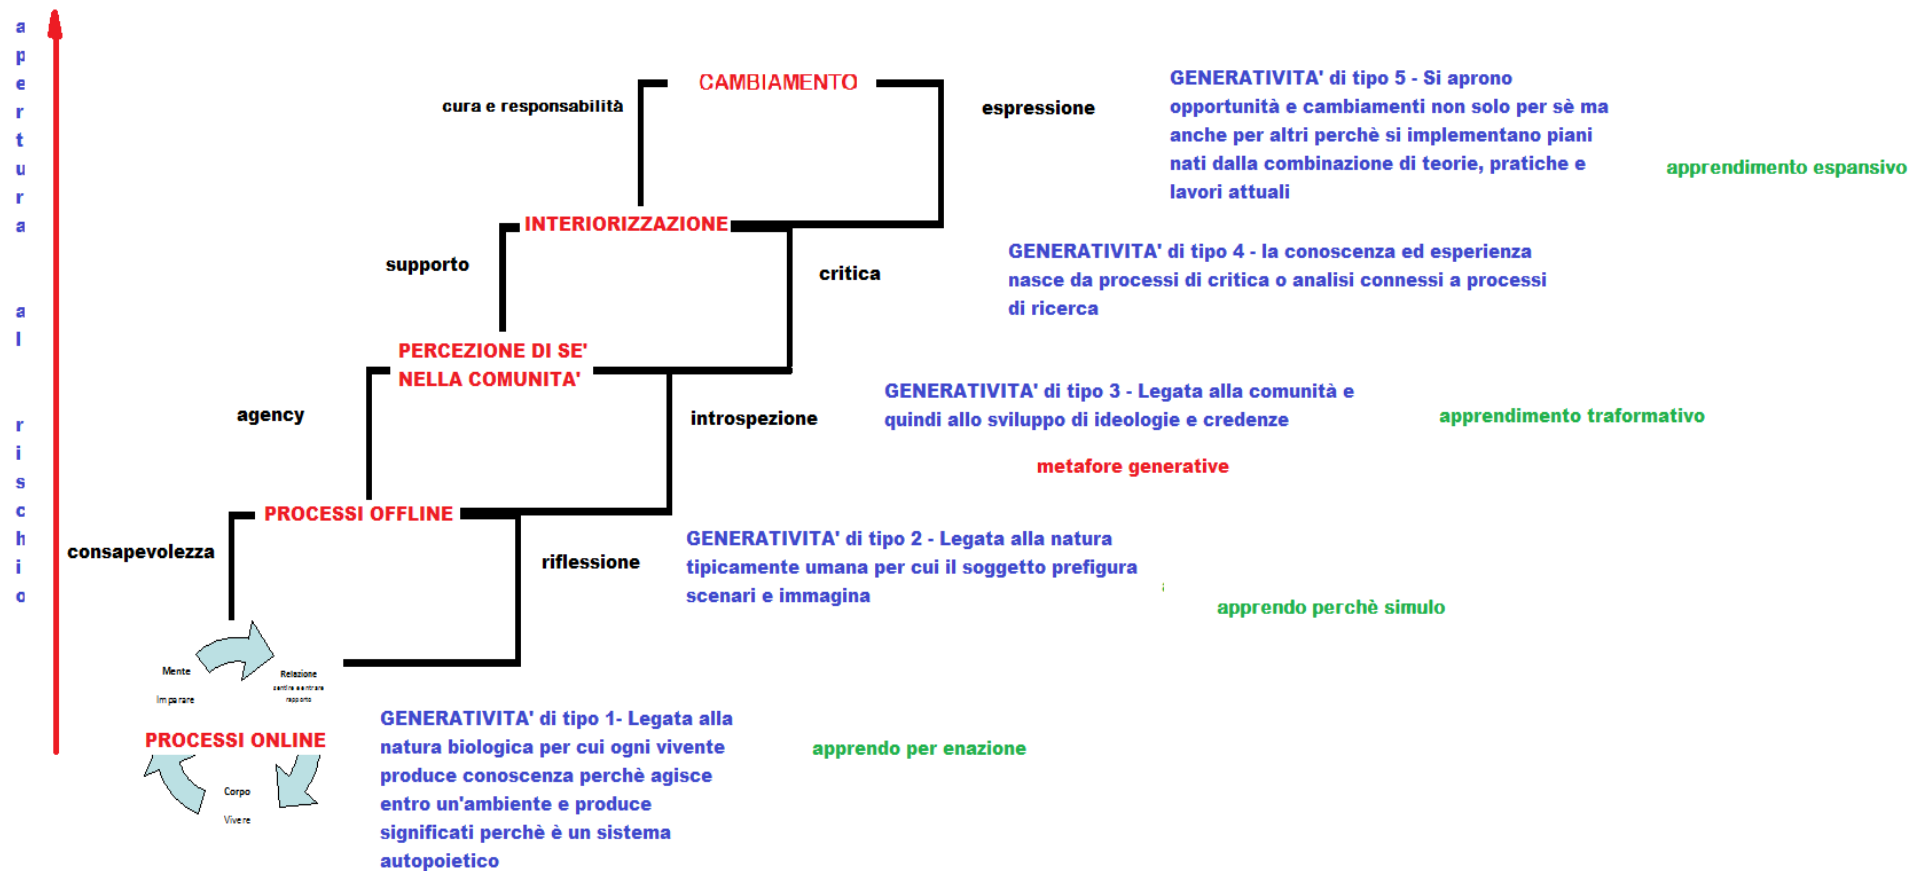 apertura al rischio
CAMBIAMENTO
cura e responsabilità
espressione
GENERATIVITA' di tipo 5 - Si aprono
opportunità e cambiamenti non solo per sè ma
anche per altri perchè si implementano piani
nati dalla combinazione di teorie, pratiche e
lavori attuali
apprendimento espansivo
INTERIORIZZAZIONE
supporto
critica
GENERATIVITA' di tipo 4 - la conoscenza ed esperienza
nasce da processi di critica o analisi connessi a processi
di ricerca
PERCEZIONE DI SE'
NELLA COMUNITA'
agency
introspezione
GENERATIVITA' di tipo 3 - Legata alla comunità e
quindi allo sviluppo di ideologie e credenze
apprendimento traformativo
metafore generative
PROCESSI OFFLINE
consapevolezza
riflessione
GENERATIVITA' di tipo 2 - Legata alla natura
tipicamente umana per cui il soggetto prefigura
scenari e immagina
apprendo perchè simulo
Mente
Imparare
Relazione
rapporto
PROCESSI ONLINE
Corpo
Vivere
GENERATIVITA' di tipo 1- Legata alla
natura biologica per cui ogni vivente
produce conoscenza perchè agisce
entro un'ambiente e produce
significati perchè è un sistema
autopoietico
apprendo per enazione